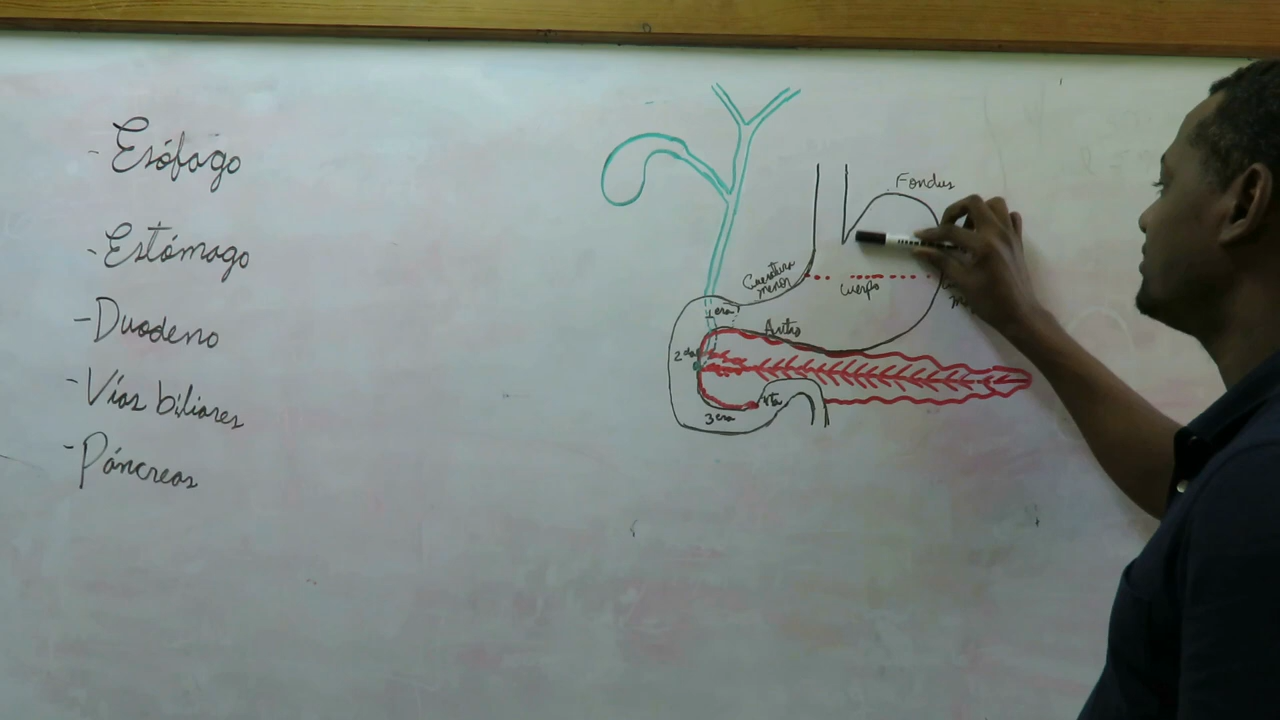 - Esófago
- Estómago
- Duodeno
- Vías biliares
- Páncreas
Fondus
Curvatura
menor
Cuerpo
1era
Antro
2da
3era
4ta